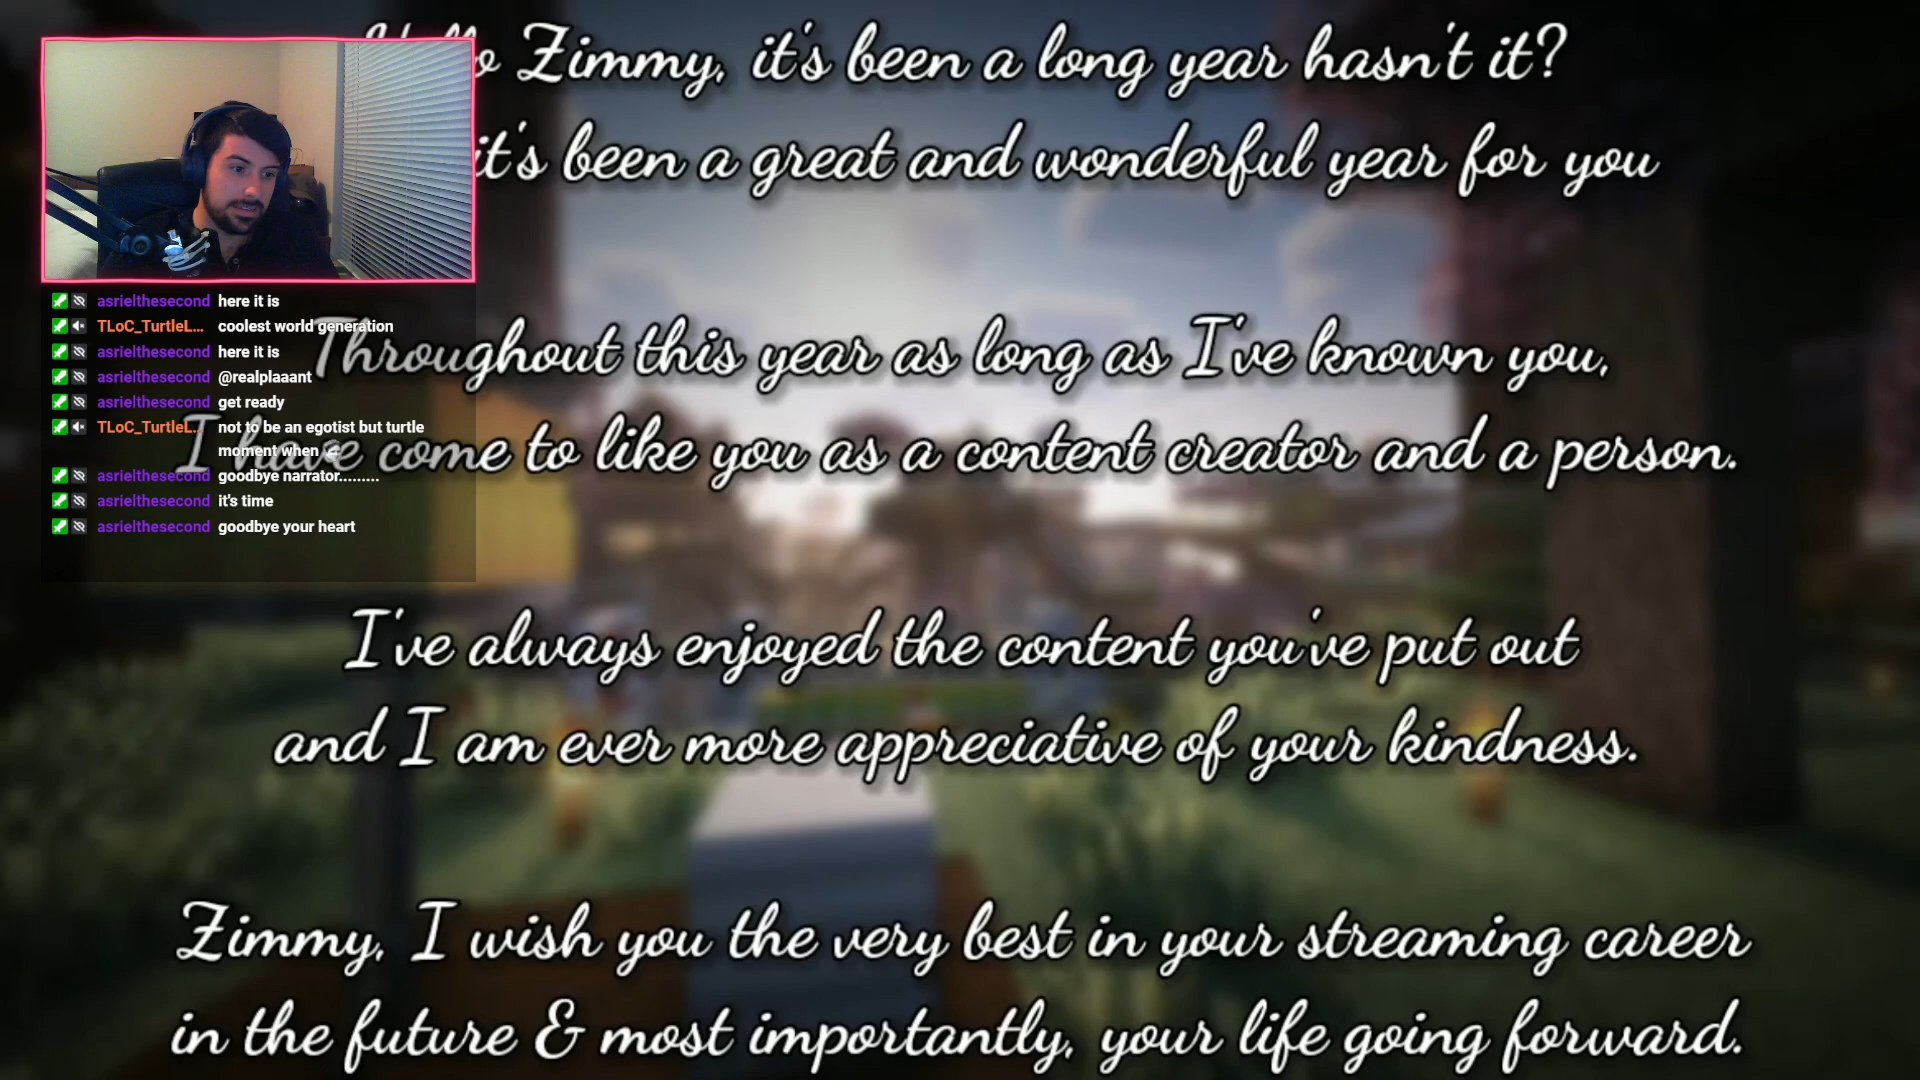 Zimmy, it's been a long year hasn't it?
it's been a great and wonderful year for you
Throughout this year as long as I've known you,
I have come to like you as a content creator and a person.
I've always enjoyed the content you've put out
and I am ever more appreciative of your kindness.
Zimmy, I wish you the very best in your streaming career
in the future & most importantly, your life going forward.
asrielthesecond here it is
TLoC_TurtleL... coolest world generation
asrielthesecond here it is
asrielthesecond @realplaaant
asrielthesecond get ready
TLoC_TurtleL... not to be an egotist but turtle
moment when
asrielthesecond goodbye narrator.........
asrielthesecond it's time
asrielthesecond goodbye your heart